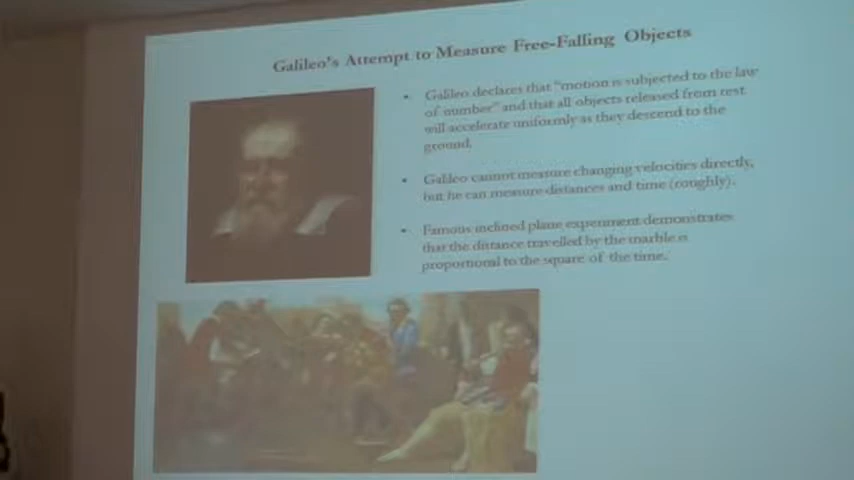 Galileo's Attempt to Measure Free-Falling Objects
• Galileo declares that "motion is subjected to the law
of number" and that all objects released from rest
will accelerate uniformly as they descend to the
ground.
• Galileo cannot measure changing velocities directly,
but he can measure distances and time (roughly).
• Famous inclined plane experiment demonstrates
that the distance travelled by the marble is
proportional to the square of the time.